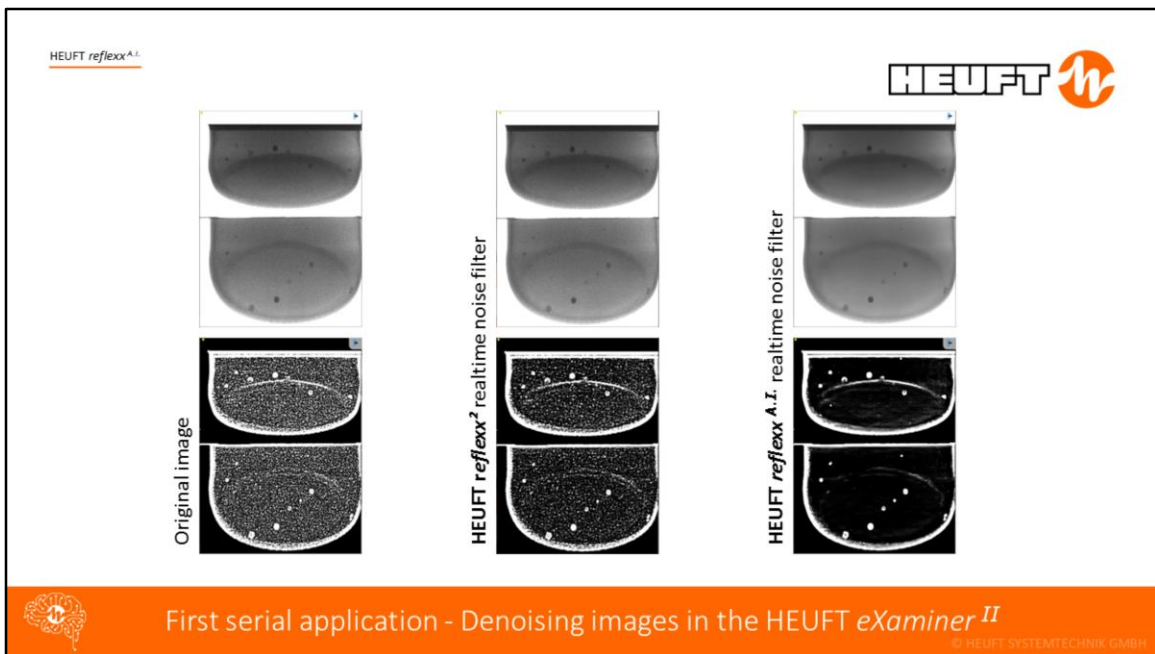 HEUFT reflexx A.I.
HEUFT
Original image
HEUFT reflexx² realtime noise filter
HEUFT reflexx A.I. realtime noise filter
First serial application - Denoising images in the HEUFT eXaminer II
© HEUFT SYSTEMTECHNIK GMBH